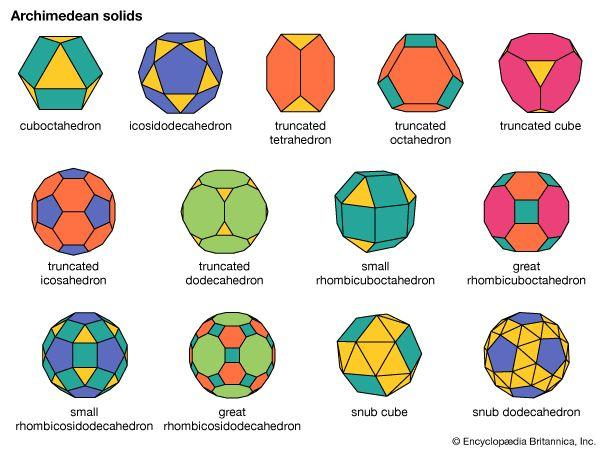 Archimedean solids
cuboctahedron
icosidodecahedron
truncated
tetrahedron
truncated
octahedron
truncated cube
truncated
icosahedron
truncated
dodecahedron
small
rhombicuboctahedron
great
rhombicuboctahedron
small
rhombicosidodecahedron
great
rhombicosidodecahedron
snub cube
snub dodecahedron
© Encyclopædia Britannica, Inc.